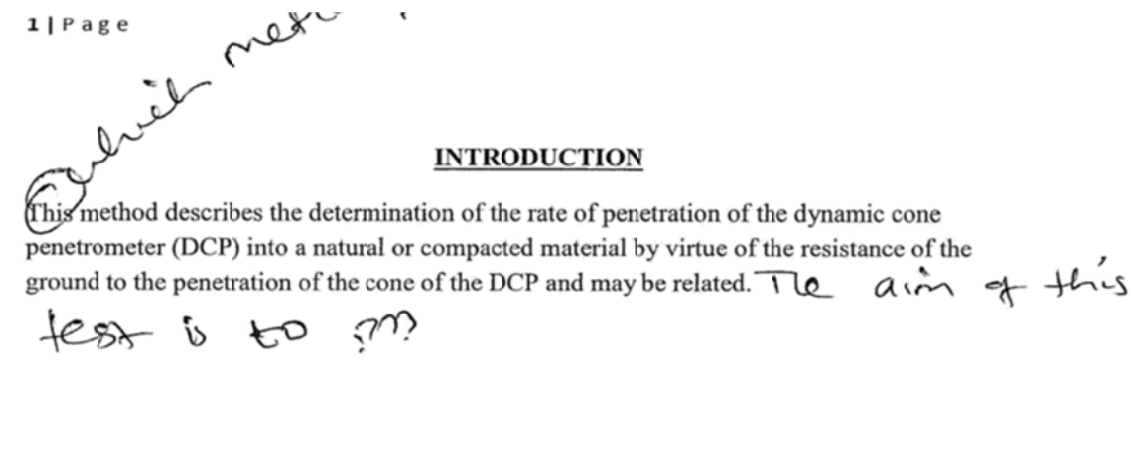 1 | P a g e
INTRODUCTION
This method describes the determination of the rate of penetration of the dynamic cone
penetrometer (DCP) into a natural or compacted material by virtue of the resistance of the
ground to the penetration of the cone of the DCP and may be related. The aim of this
test is to ???